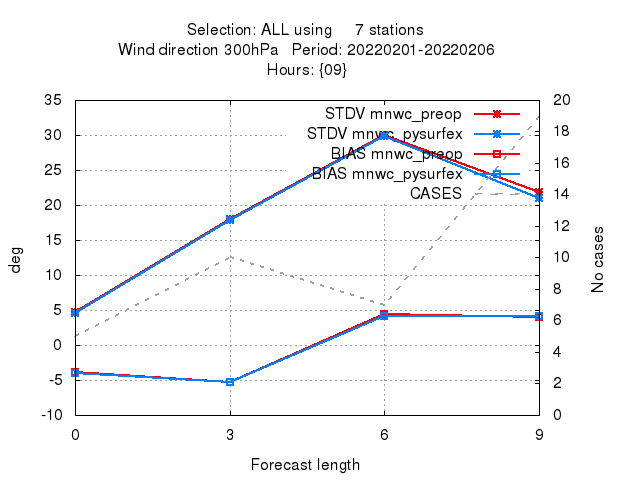 Selection: ALL using 7 stations
Wind direction 300hPa Period: 20220201-20220206
Hours: {09}
STDV mnwc_preop
STDV mnwc_pysurfex
BIAS mnwc_preop
BIAS mnwc_pysurfex
CASES
35
30
25
20
15
10
5
0
-5
-10
deg
20
18
16
14
12
10
8
6
4
2
0
No cases
0 3 6 9
Forecast length